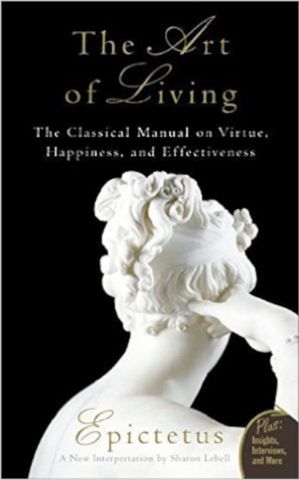 The Art
of Living
The Classical Manual on Virtue,
Happiness, and Effectiveness
Epictetus
A New Interpretation by Sharon Lebell
Plus:
Insights,
Interviews,
and More